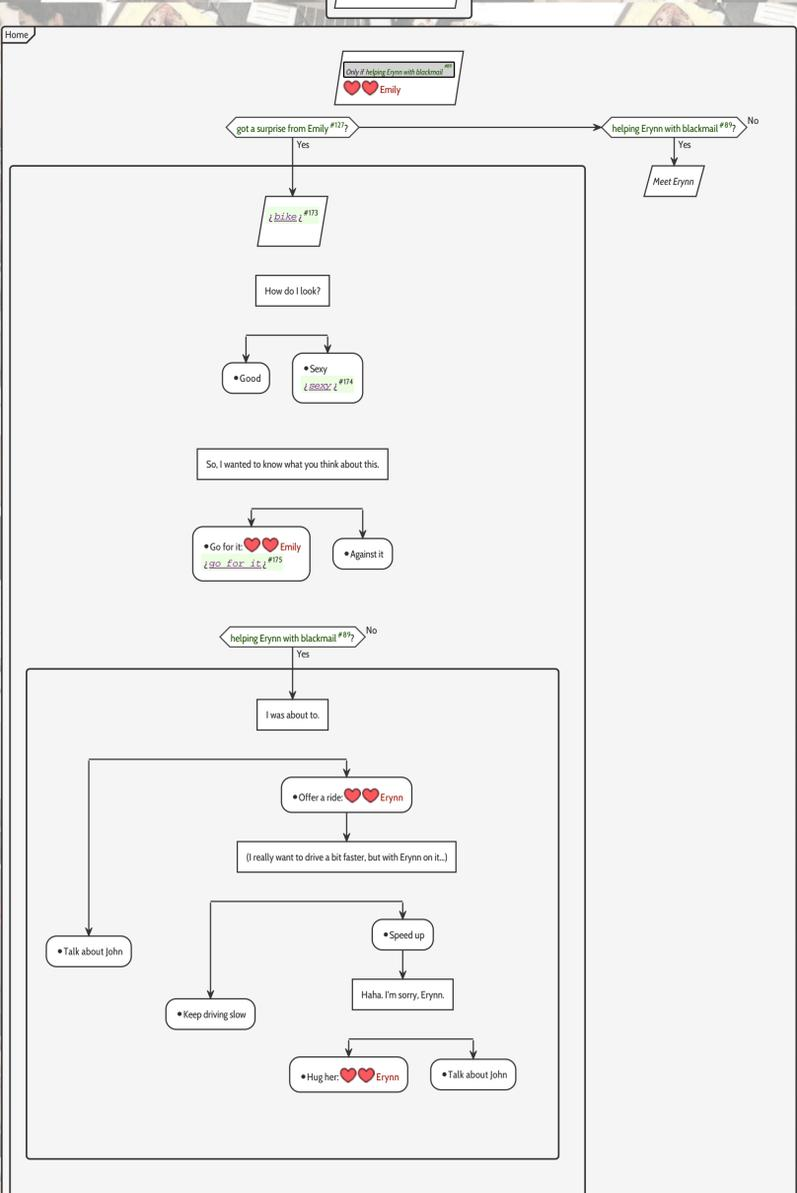 Home
Only if helping Erynn with blackmail #89
Emily
got a surprise from Emily #127?
helping Erynn with blackmail #89?
No
Yes
Yes
Meet Erynn
¿bike¿ #173
How do I look?
•Good
•Sexy
¿sexy¿ #174
So, I wanted to know what you think about this.
•Go for it: Emily
¿go for it¿ #175
•Against it
helping Erynn with blackmail #89?
No
Yes
I was about to.
•Offer a ride: Erynn
(I really want to drive a bit faster, but with Erynn on it...)
•Speed up
•Talk about John
Haha. I'm sorry, Erynn.
•Keep driving slow
•Hug her: Erynn
•Talk about John